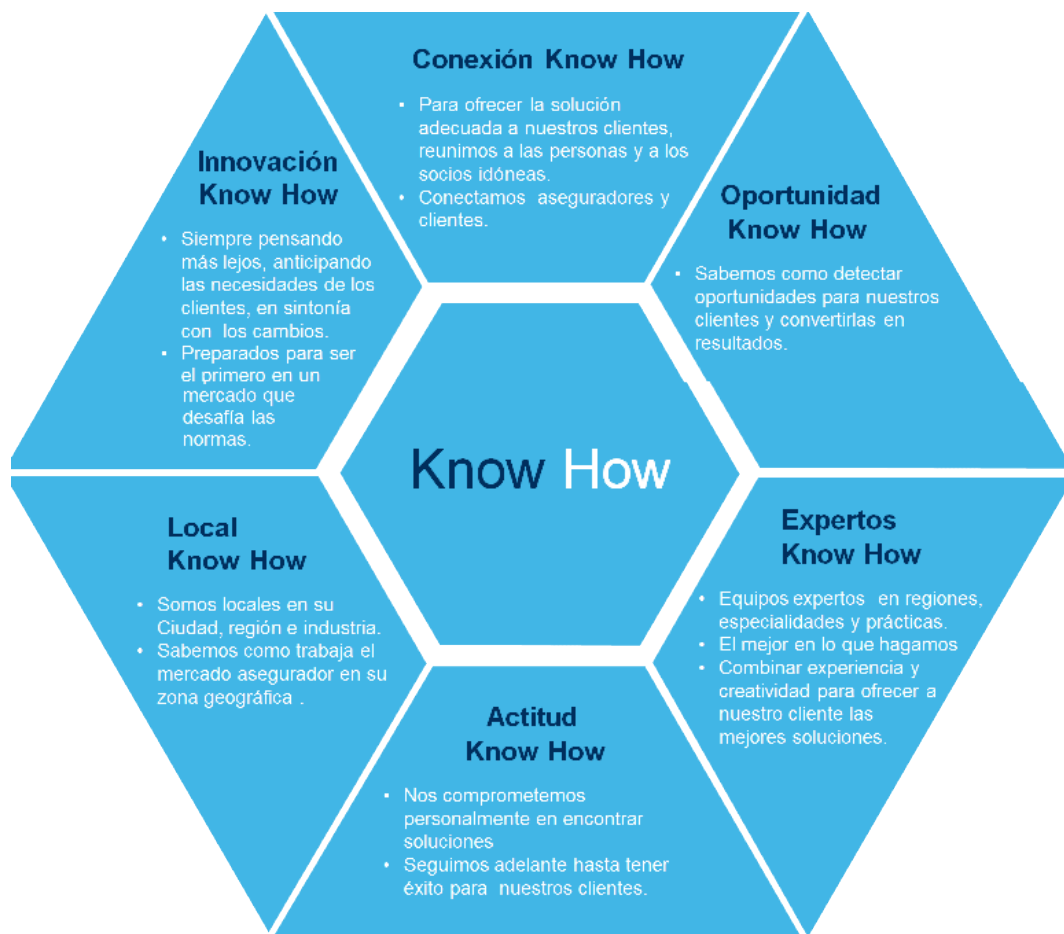 Conexión Know How
• Para ofrecer la solución
adecuada a nuestros clientes,
reunimos a las personas y a los
socios idóneas.
• Conectamos aseguradores y
clientes.
Innovación
Know How
• Siempre pensando
más lejos, anticipando
las necesidades de los
clientes, en sintonía
con los cambios.
• Preparados para ser
el primero en un
mercado que
desafía las
normas.
Oportunidad
Know How
• Sabemos como detectar
oportunidades para nuestros
clientes y convertirlas en
resultados.
Know How
Local
Know How
• Somos locales en su
Ciudad, región e industria.
• Sabemos como trabaja el
mercado asegurador en su
zona geográfica .
Expertos
Know How
• Equipos expertos en regiones,
especialidades y prácticas.
• El mejor en lo que hagamos
• Combinar experiencia y
creatividad para ofrecer a
nuestro cliente las
mejores soluciones.
Actitud
Know How
• Nos comprometemos
personalmente en encontrar
soluciones
• Seguimos adelante hasta tener
éxito para nuestros clientes.